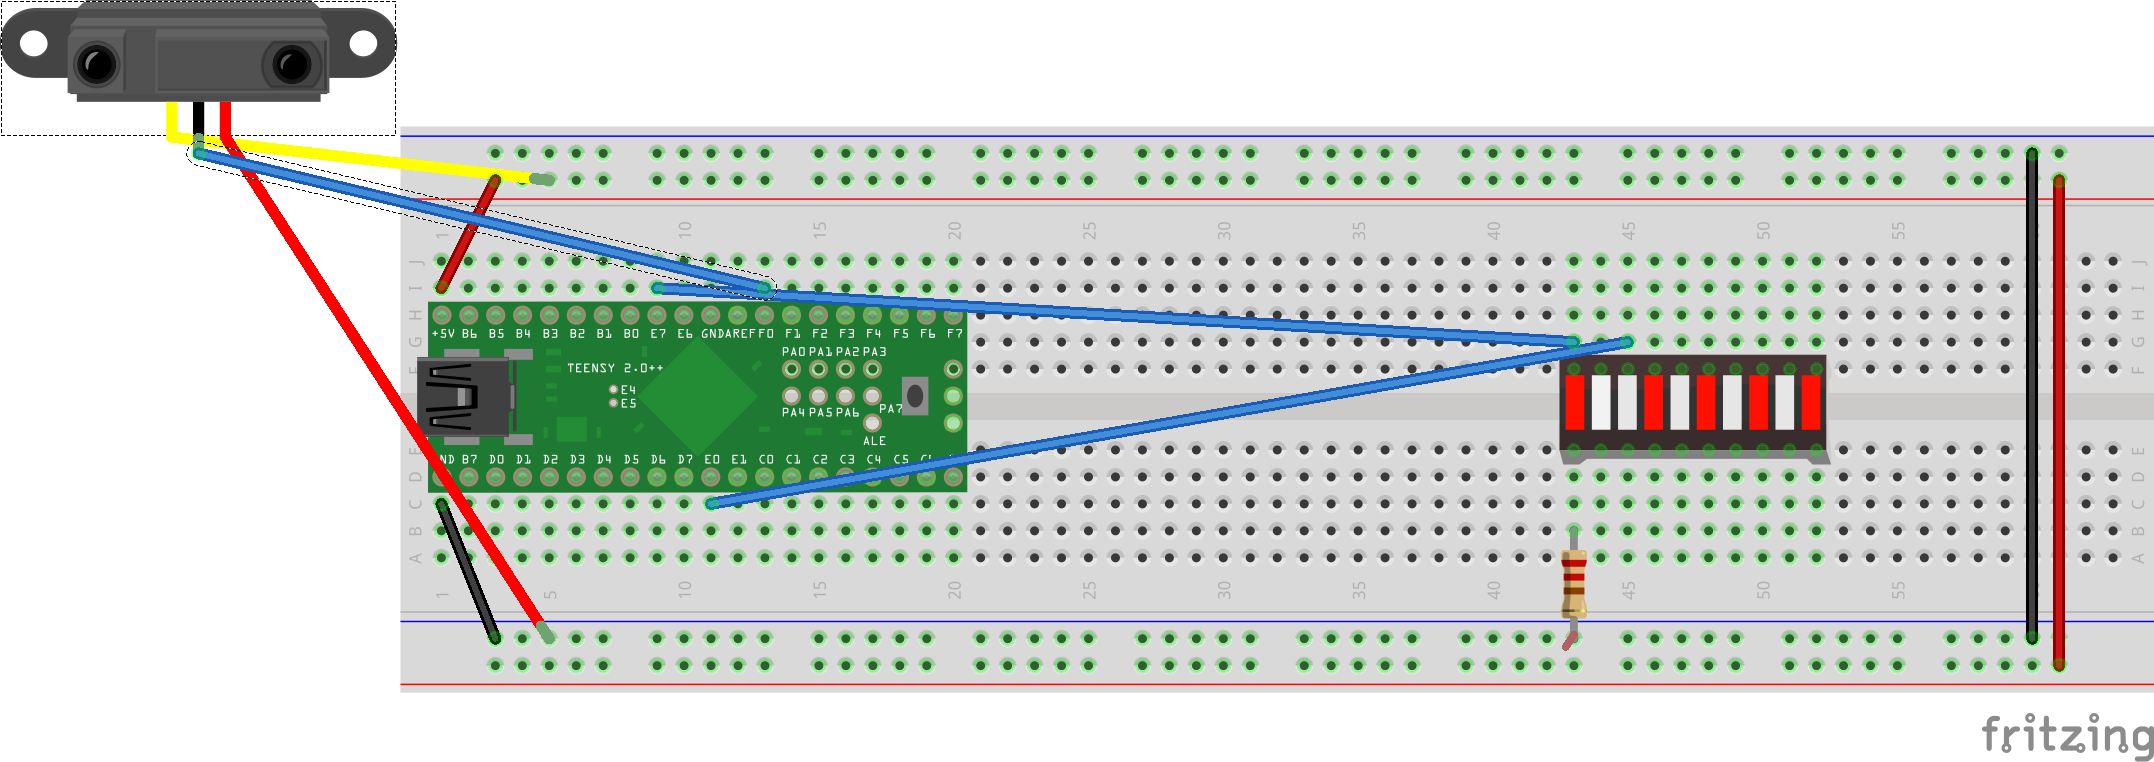 1 10 15 20 25 30 35 40 45 50 55
J J
I I
H H
+5V B6 B5 B4 B3 B2 B1 B0 E7 E6 GND AREF F0 F1 F2 F3 F4 F5 F6 F7
G G
PA0 PA1 PA2 PA3
TEENSY 2.0++
F
E4
E5
PA4 PA5 PA6 PA7
ALE
E
ND B7 D0 D1 D2 D3 D4 D5 D6 D7 E0 E1 C0 C1 C2 C3 C4 C5
D D
C C
B B
A A
1 5 10 15 20 25 30 35 40 45 50 55
fritzing